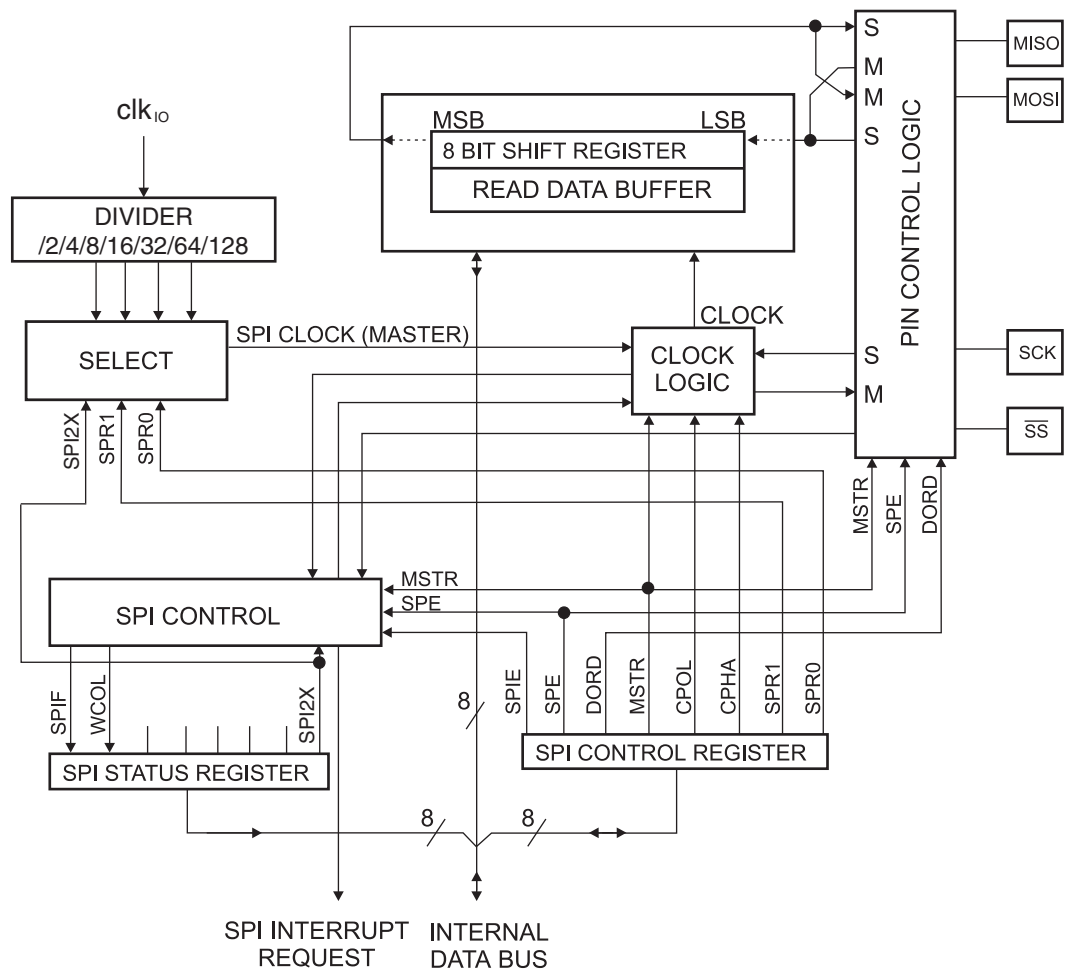 clk IO
DIVIDER
/2/4/8/16/32/64/128
SELECT
SPI CLOCK (MASTER)
SPI2X
SPR1
SPR0
MSB
LSB
8 BIT SHIFT REGISTER
READ DATA BUFFER
CLOCK
CLOCK
LOGIC
S
M
M
S
S
M
PIN CONTROL LOGIC
MISO
MOSI
SCK
SS
MSTR
SPE
DORD
SPI CONTROL
MSTR
SPE
SPIF
WCOL
SPI2X
SPI STATUS REGISTER
8
SPIE
SPE
DORD
MSTR
CPOL
CPHA
SPR1
SPR0
SPI CONTROL REGISTER
8
8
SPI INTERRUPT
REQUEST
INTERNAL
DATA BUS